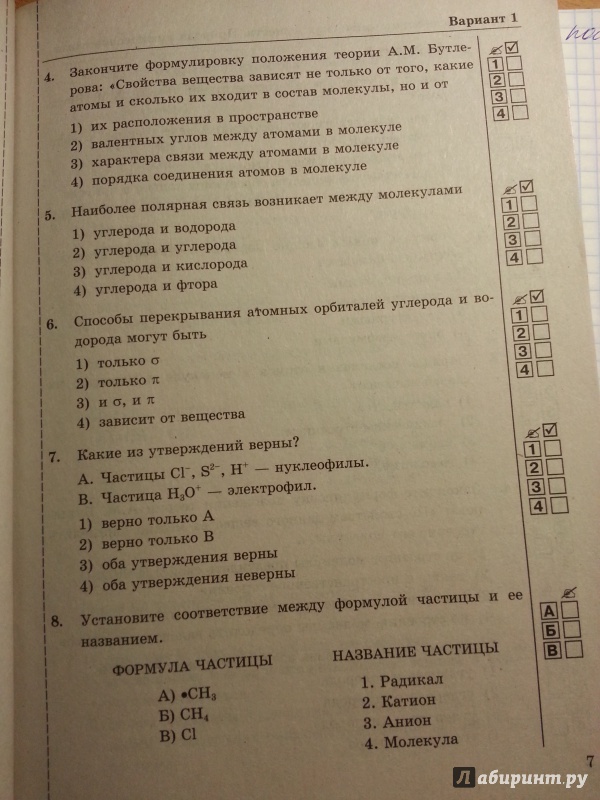 Вариант 1
4. Закончите формулировку положения теории А.М. Бутле-
рова: «Свойства вещества зависят не только от того, какие
атомы и сколько их входит в состав молекулы, но и от
1) их расположения в пространстве
2) валентных углов между атомами в молекуле
3) характера связи между атомами в молекуле
4) порядка соединения атомов в молекуле
1
2
3
4
5. Наиболее полярная связь возникает между молекулами
1) углерода и водорода
2) углерода и углерода
3) углерода и кислорода
4) углерода и фтора
1
2
3
4
6. Способы перекрывания атомных орбиталей углерода и во-
дорода могут быть
1) только σ
2) только π
3) и σ, и π
4) зависит от вещества
1
2
3
4
7. Какие из утверждений верны?
А. Частицы Cl⁻, S²⁻, H⁺ — нуклеофилы.
В. Частица H₃O⁺ — электрофил.
1) верно только А
2) верно только В
3) оба утверждения верны
4) оба утверждения неверны
1
2
3
4
8. Установите соответствие между формулой частицы и ее
названием.
ФОРМУЛА ЧАСТИЦЫ
А) •CH₃
Б) CH₄
В) Cl
НАЗВАНИЕ ЧАСТИЦЫ
1. Радикал
2. Катион
3. Анион
4. Молекула
А
Б
В
7
Лабиринт.ру